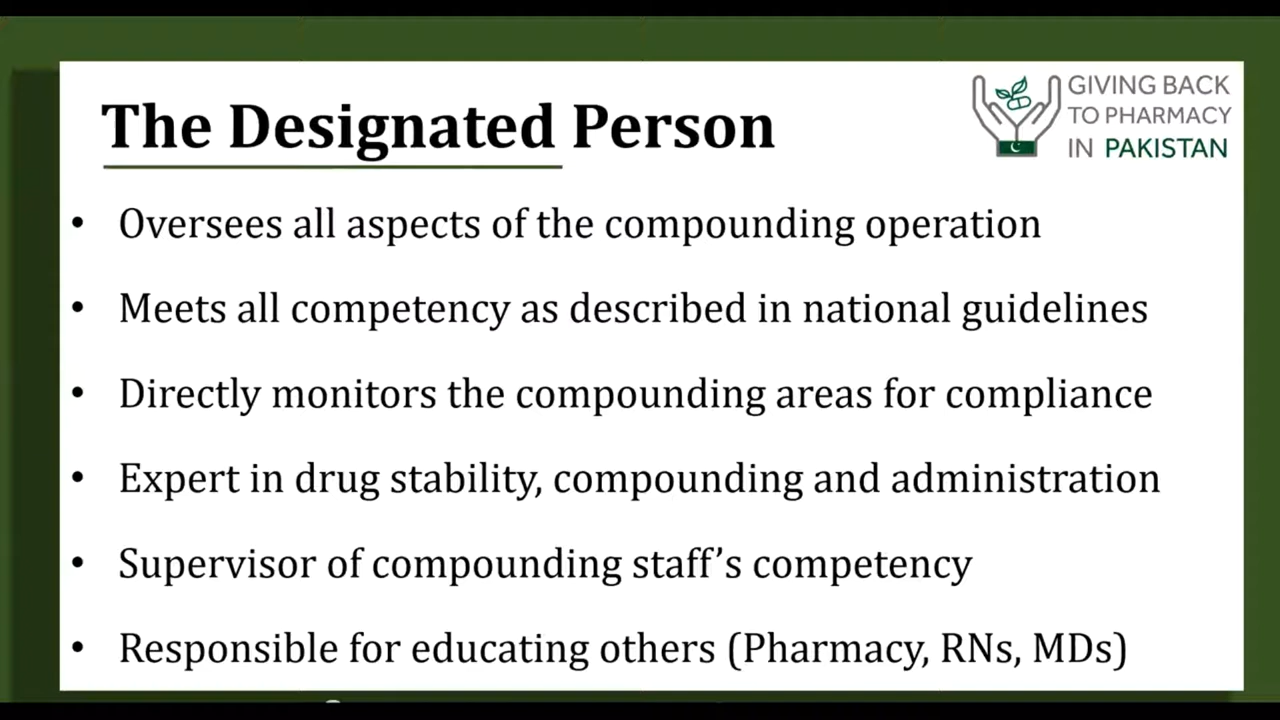 The Designated Person
GIVING BACK
TO PHARMACY
IN PAKISTAN
• Oversees all aspects of the compounding operation
• Meets all competency as described in national guidelines
• Directly monitors the compounding areas for compliance
• Expert in drug stability, compounding and administration
• Supervisor of compounding staff’s competency
• Responsible for educating others (Pharmacy, RNs, MDs)